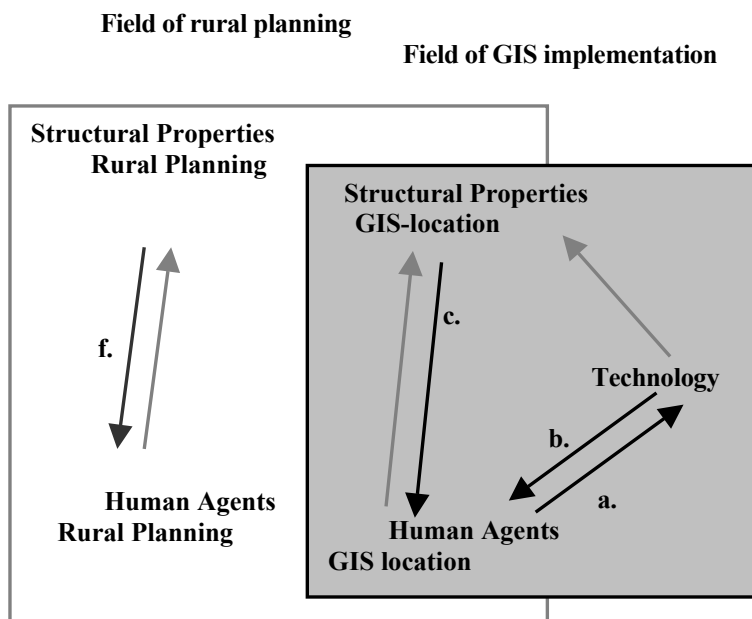 Field of rural planning
Field of GIS implementation
Structural Properties
Rural Planning
Structural Properties
GIS-location
c.
f.
Technology
b.
a.
Human Agents
Rural Planning
Human Agents
GIS location